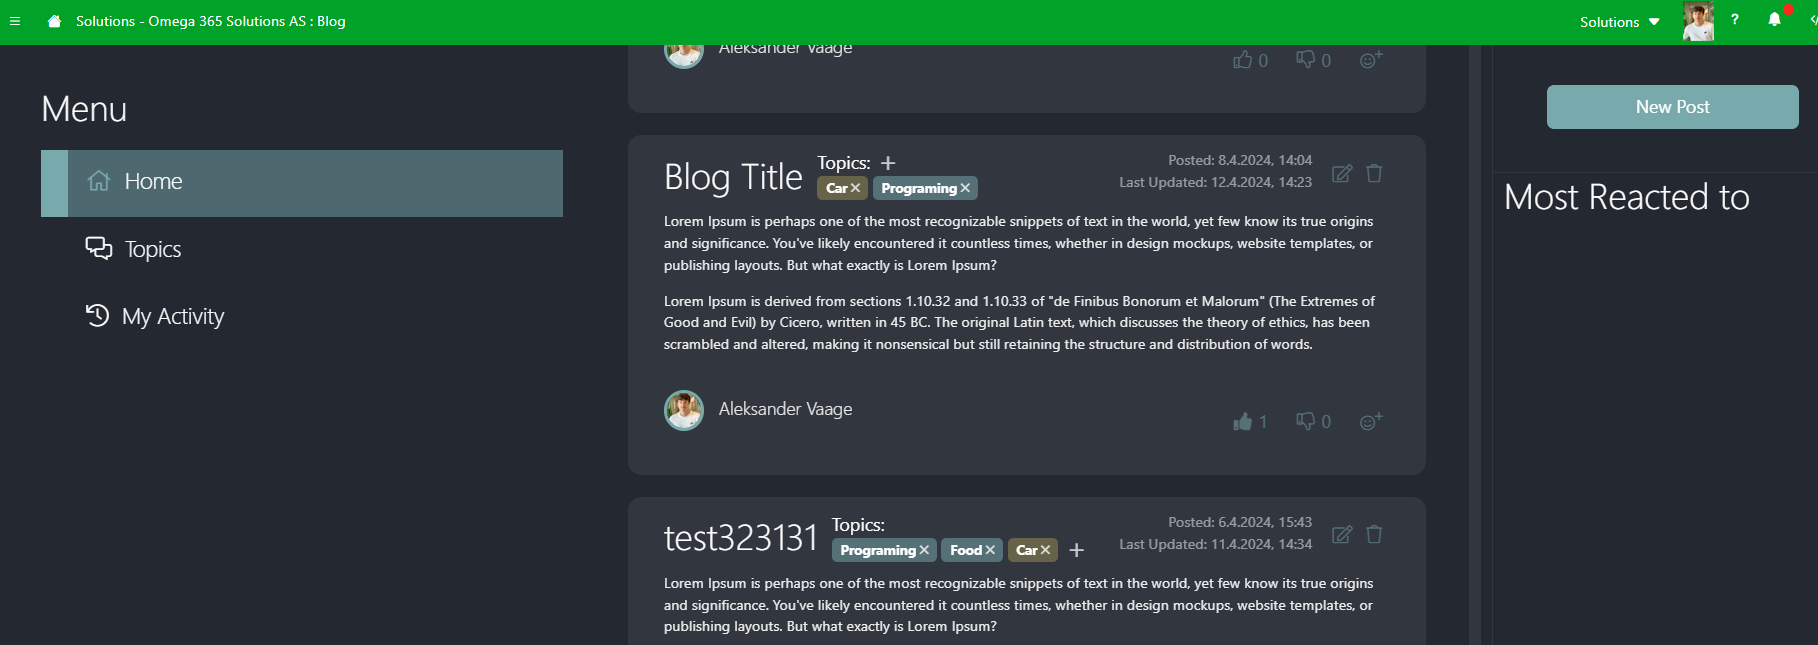 Solutions - Omega 365 Solutions AS : Blog
Solutions
?
Menu
Home
Topics
My Activity
Aleksander Vaage
0
0
Blog Title
Topics: +
Car ×
Programing ×
Posted: 8.4.2024, 14:04
Last Updated: 12.4.2024, 14:23
Lorem Ipsum is perhaps one of the most recognizable snippets of text in the world, yet few know its true origins
and significance. You've likely encountered it countless times, whether in design mockups, website templates, or
publishing layouts. But what exactly is Lorem Ipsum?
Lorem Ipsum is derived from sections 1.10.32 and 1.10.33 of "de Finibus Bonorum et Malorum" (The Extremes of
Good and Evil) by Cicero, written in 45 BC. The original Latin text, which discusses the theory of ethics, has been
scrambled and altered, making it nonsensical but still retaining the structure and distribution of words.
Aleksander Vaage
1
0
test323131
Topics:
Programing ×
Food ×
Car ×
+
Posted: 6.4.2024, 15:43
Last Updated: 11.4.2024, 14:34
Lorem Ipsum is perhaps one of the most recognizable snippets of text in the world, yet few know its true origins
and significance. You've likely encountered it countless times, whether in design mockups, website templates, or
publishing layouts. But what exactly is Lorem Ipsum?
New Post
Most Reacted to